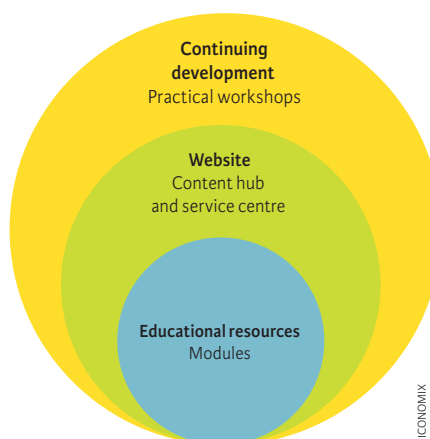 Continuing
development
Practical workshops
Website
Content hub
and service centre
Educational resources
Modules
ICONOMIX